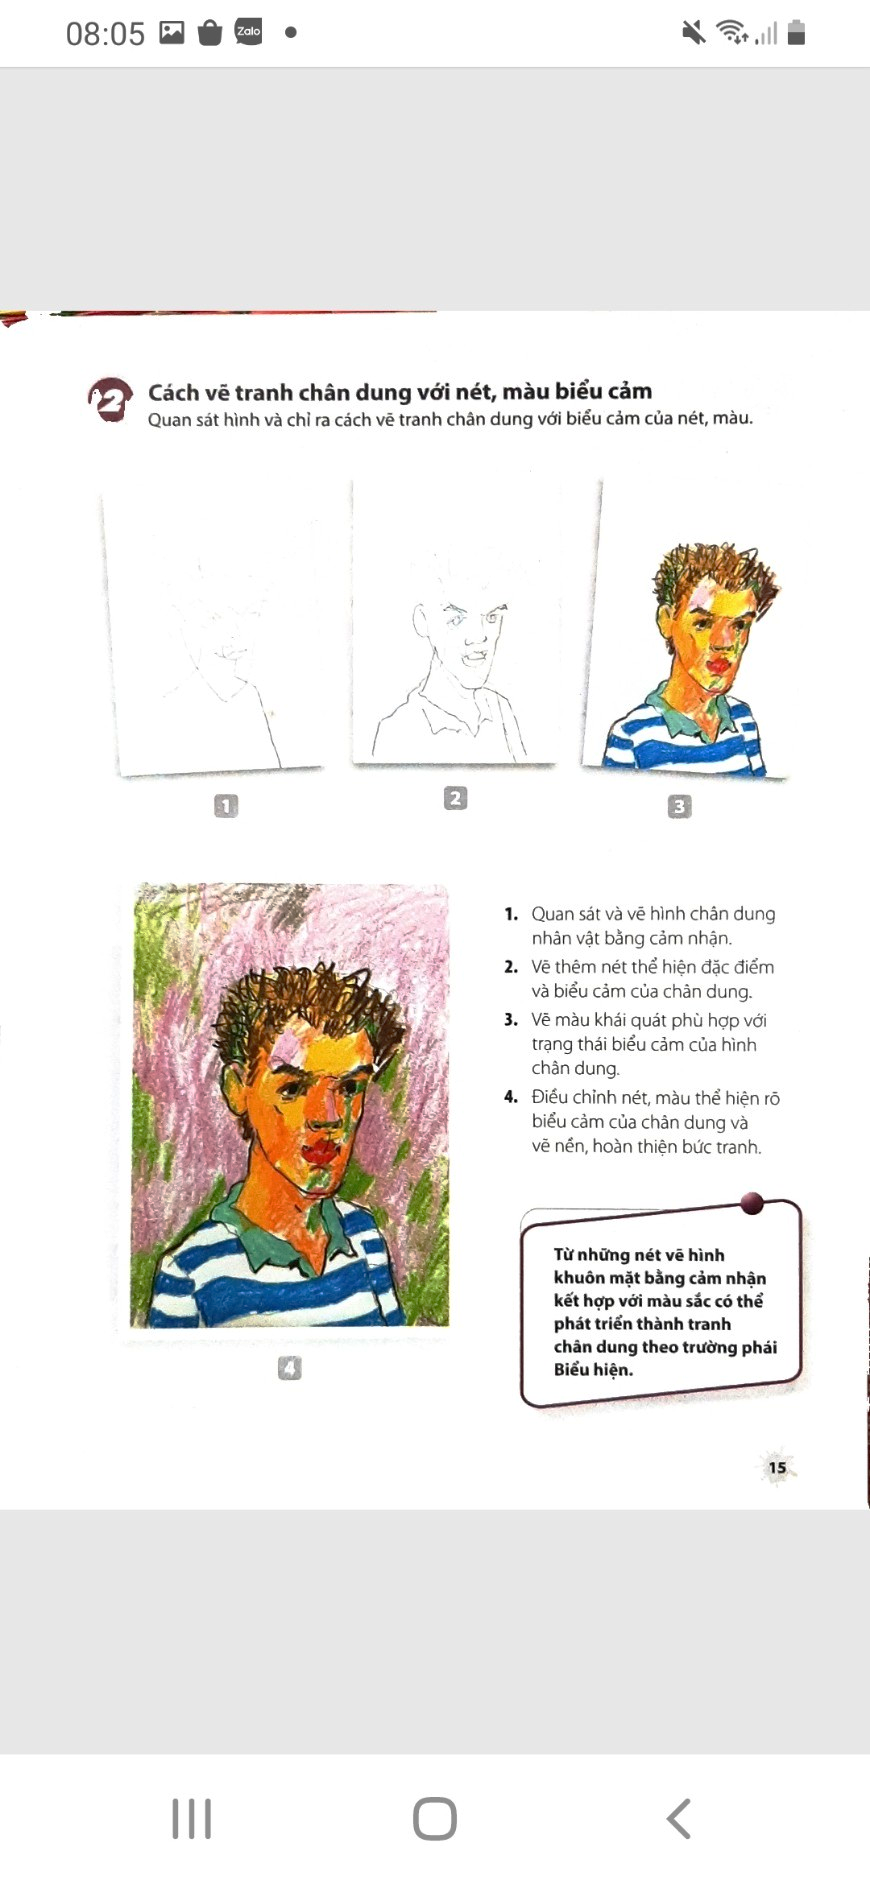 08:05
Zalo
2
Cách vẽ tranh chân dung với nét, màu biểu cảm
Quan sát hình và chỉ ra cách vẽ tranh chân dung với biểu cảm của nét, màu.
1
2
3
1. Quan sát và vẽ hình chân dung
nhân vật bằng cảm nhận.
2. Vẽ thêm nét thể hiện đặc điểm
và biểu cảm của chân dung.
3. Vẽ màu khái quát phù hợp với
trạng thái biểu cảm của hình
chân dung.
4. Điều chỉnh nét, màu thể hiện rõ
biểu cảm của chân dung và
vẽ nền, hoàn thiện bức tranh.
Từ những nét vẽ hình
khuôn mặt bằng cảm nhận
kết hợp với màu sắc có thể
phát triển thành tranh
chân dung theo trường phái
Biểu hiện.
4
15